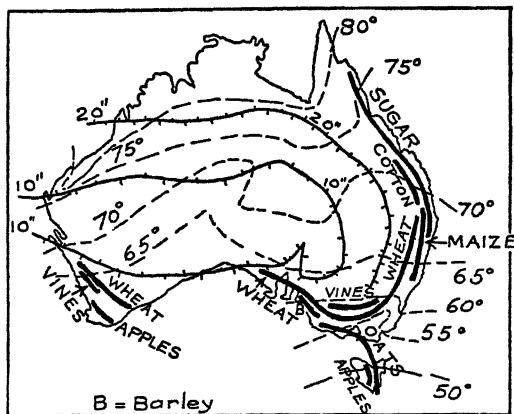 80°
75°
20"
20"
SUGAR
75°
COTTON
10"
10"
70°
70°
WHEAT
MAIZE
10"
65°
65°
VINES
WHEAT
APPLES
WHEAT
VINES
B
60°
55°
OATS
APPLES
50°
B = Barley